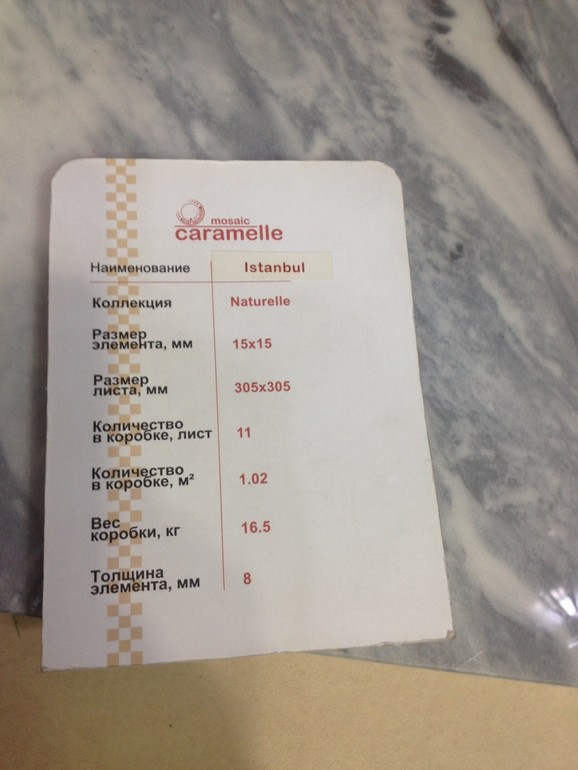 mosaic
caramelle
Наименование Istanbul
Коллекция Naturelle
Размер
элемента, мм 15x15
Размер
листа, мм 305x305
Количество
в коробке, лист 11
Количество
в коробке, м² 1.02
Вес
коробки, кг 16.5
Толщина
элемента, мм 8